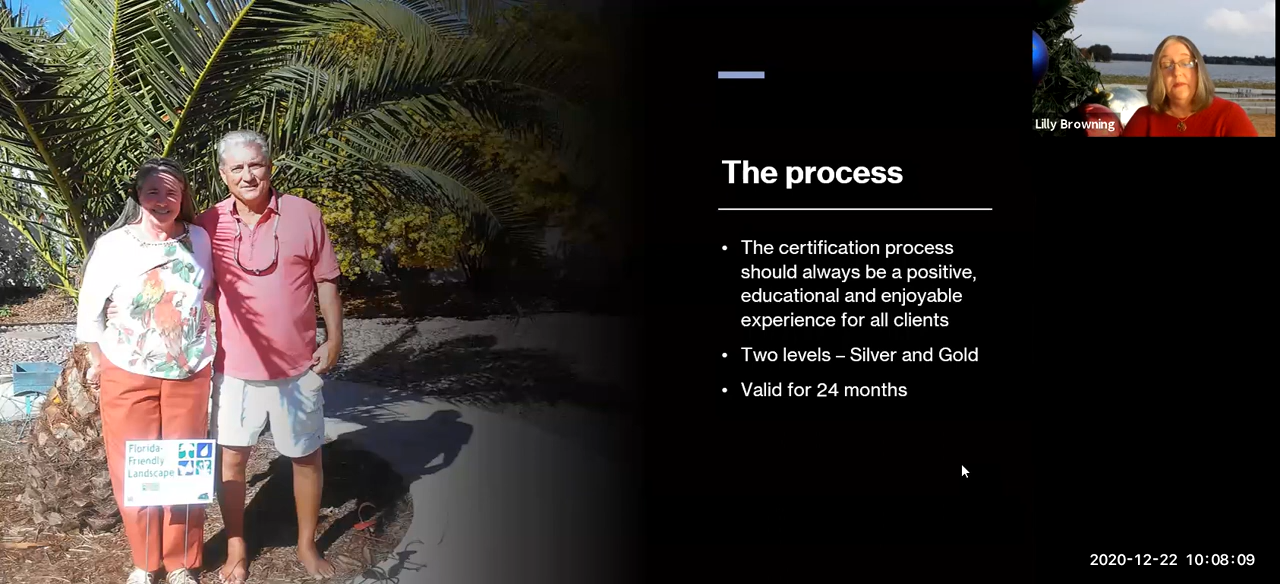 The process
• The certification process
should always be a positive,
educational and enjoyable
experience for all clients
• Two levels – Silver and Gold
• Valid for 24 months
Lilly Browning
Florida-
Friendly
Landscape
2020-12-22 10:08:09